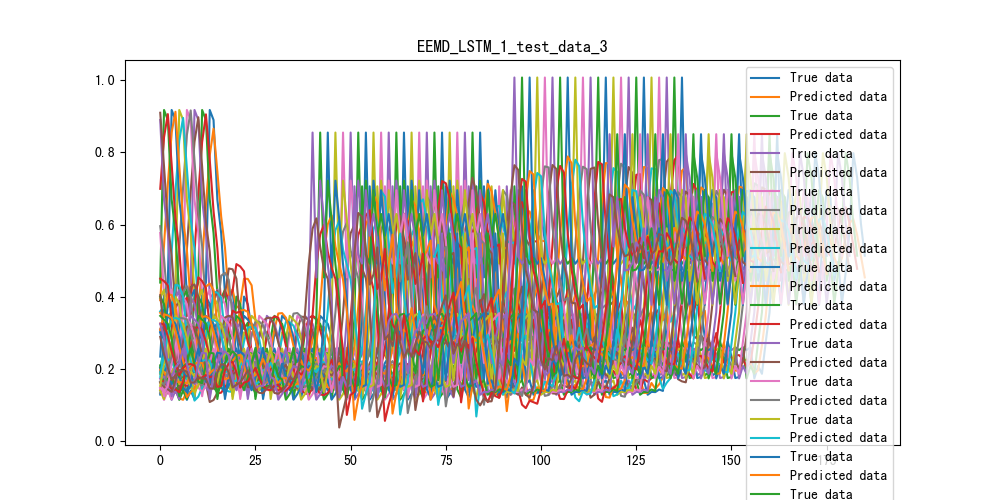 EEMD_LSTM_1_test_data_3
1.0
0.8
0.6
0.4
0.2
0.0
0
25
50
75
100
125
150
175
True data
Predicted data
True data
Predicted data
True data
Predicted data
True data
Predicted data
True data
Predicted data
True data
Predicted data
True data
Predicted data
True data
Predicted data
True data
Predicted data
True data
Predicted data
True data
Predicted data
True data